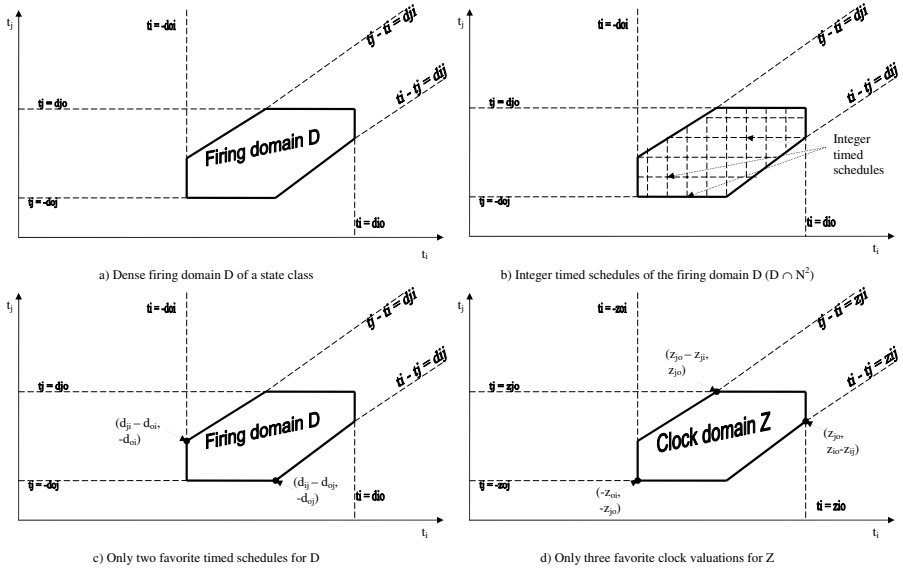 tj
ti = -doi
tj - ti = dji
ti - tj = dij
tj = djo
Firing domain D
tj = -doj
ti = dio
ti
a) Dense firing domain D of a state class
tj
ti = -doi
tj - ti = dji
ti - tj = dij
tj = djo
Integer
timed
schedules
tj = -doj
ti = dio
ti
b) Integer timed schedules of the firing domain D (D ∩ N²)
tj
ti = -doi
tj - ti = dji
ti - tj = dij
tj = djo
(dji – doi,
-doi)
Firing domain D
tj = -doj
(dij – doj,
-doj)
ti = dio
ti
c) Only two favorite timed schedules for D
tj
ti = -zoi
tj - ti = zji
(zjo – zji,
zjo)
ti - tj = zij
tj = zjo
Clock domain Z
(zjo,
zio-zij)
tj = -zoj
(-zoi,
-zjo)
ti = zio
ti
d) Only three favorite clock valuations for Z